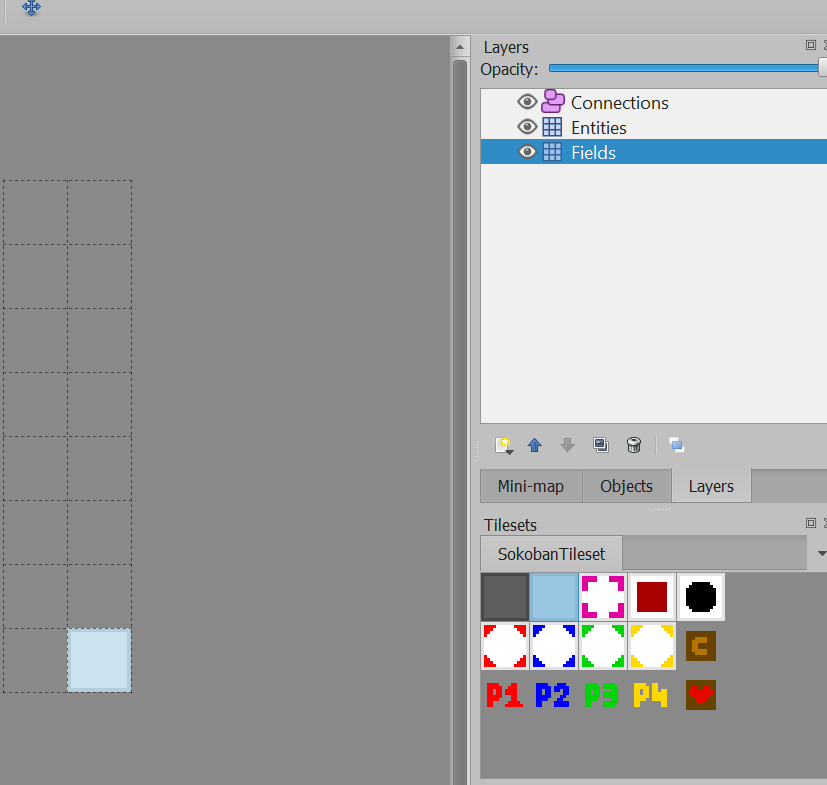 Layers
Opacity:
Connections
Entities
Fields
Mini-map Objects Layers
Tilesets
SokobanTileset
C
P1 P2 P3 P4